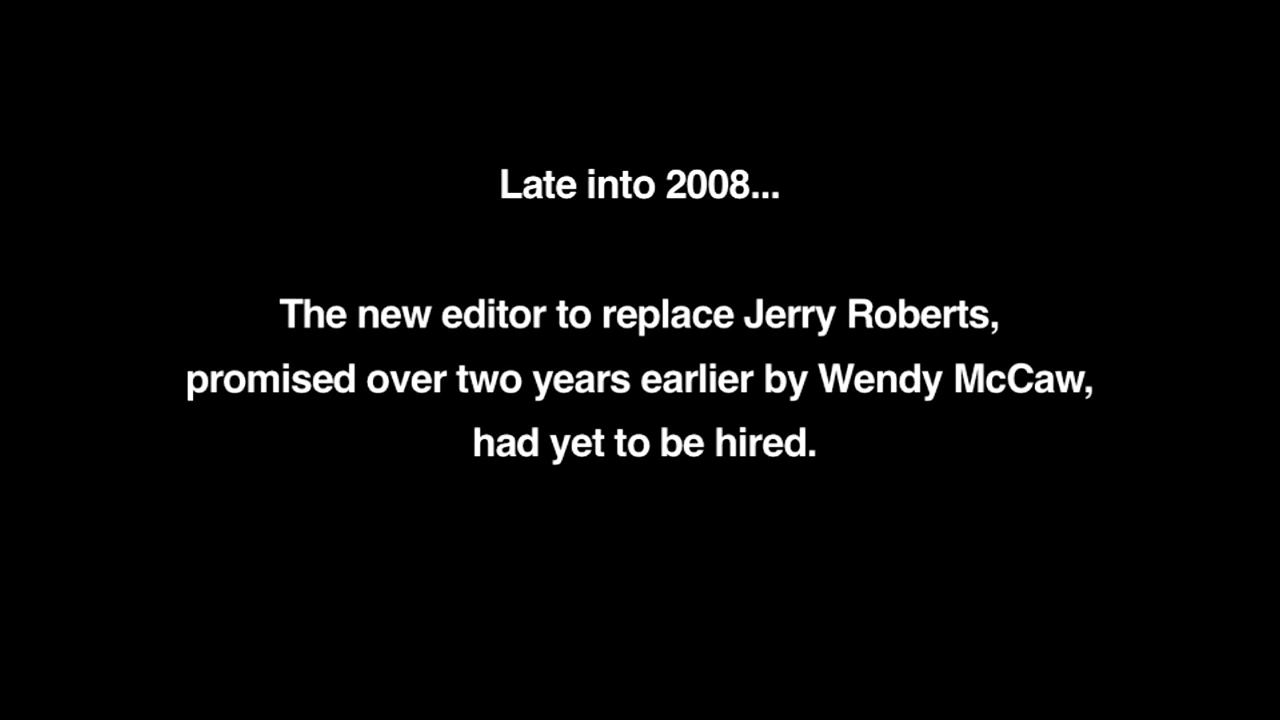 Late into 2008...
The new editor to replace Jerry Roberts,
promised over two years earlier by Wendy McCaw,
had yet to be hired.